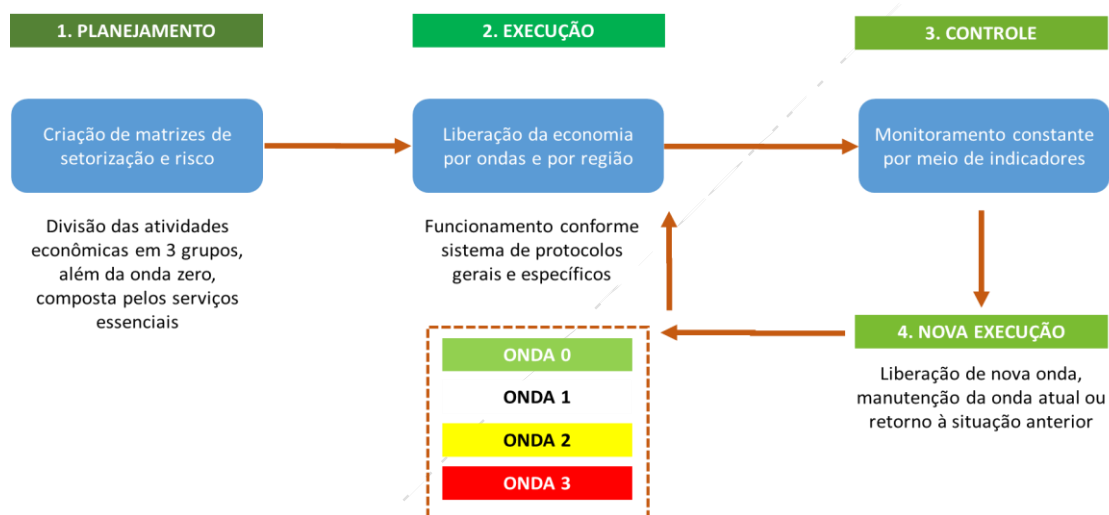 1. PLANEJAMENTO
2. EXECUÇÃO
3. CONTROLE
Criação de matrizes de
setorização e risco
Liberação da economia
por ondas e por região
Monitoramento constante
por meio de indicadores
Divisão das atividades
econômicas em 3 grupos,
além da onda zero,
composta pelos serviços
essenciais
Funcionamento conforme
sistema de protocolos
gerais e específicos
4. NOVA EXECUÇÃO
Liberação de nova onda,
manutenção da onda atual ou
retorno à situação anterior
ONDA 0
ONDA 1
ONDA 2
ONDA 3